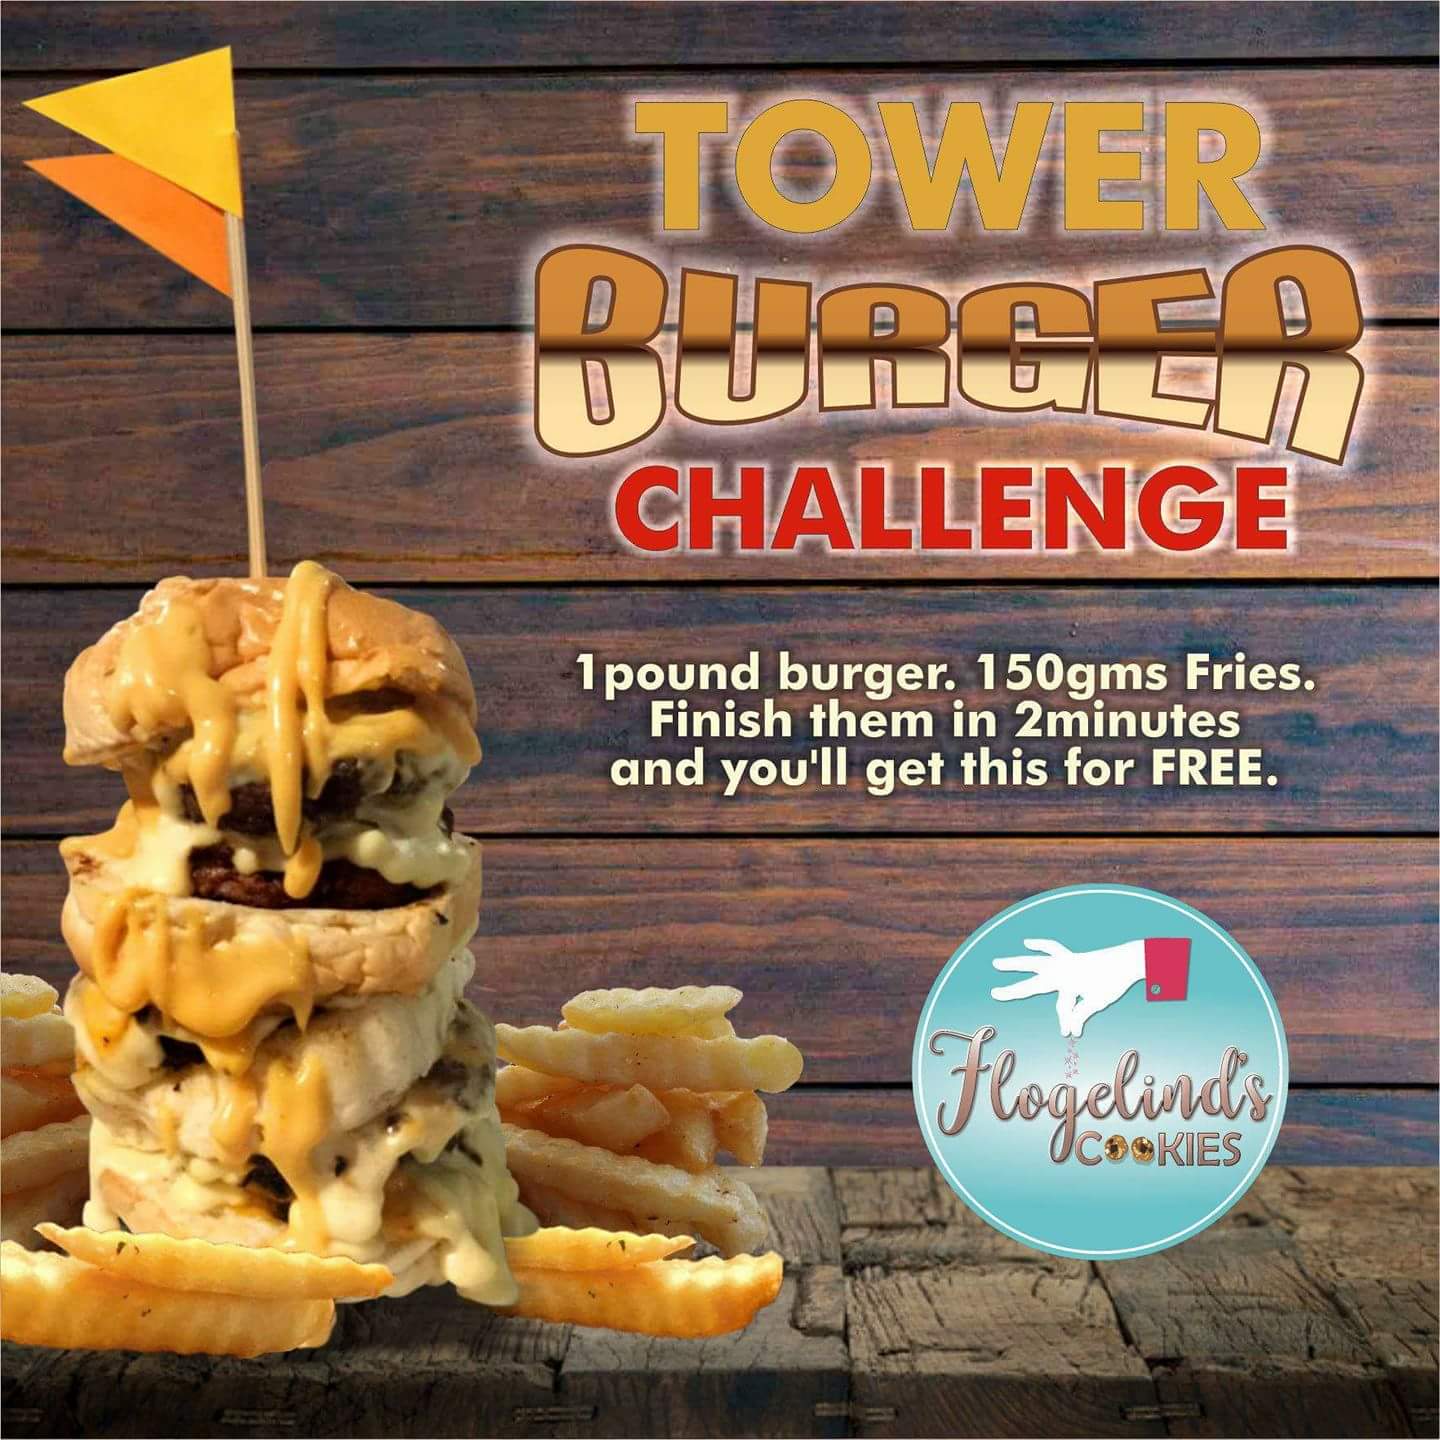 TOWER
BURGER
CHALLENGE
1pound burger. 150gms Fries.
Finish them in 2minutes
and you'll get this for FREE.
Flogelind's
COOKIES